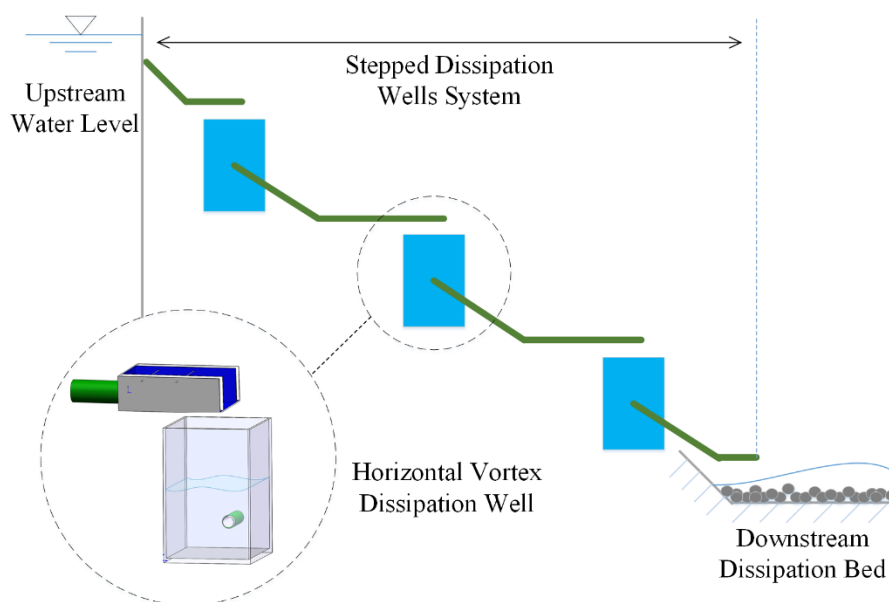 Upstream
Water Level
Stepped Dissipation
Wells System
Horizontal Vortex
Dissipation Well
Downstream
Dissipation Bed